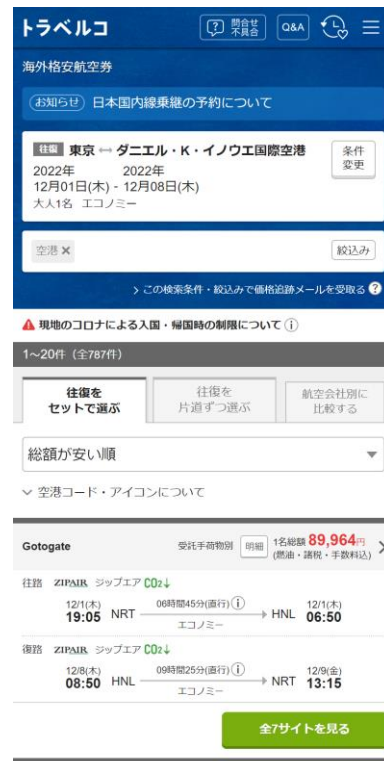 トラベルコ
問合せ 不具合
Q&A
海外格安航空券
お知らせ 日本国内線乗継の予約について
往復 東京 ↔ ダニエル・K・イノウエ国際空港
条件変更
2022年 2022年
12月01日(木) - 12月08日(木)
大人1名 エコノミー
空港 ×
絞込み
> この検索条件・絞込みで価格追跡メールを受取る ?
現地のコロナによる入国・帰国時の制限について i
1~20件 (全787件)
往復をセットで選ぶ
往復を片道ずつ選ぶ
航空会社別に比較する
総額が安い順
空港コード・アイコンについて
Gotogate 受託手荷物別 明細 1名総額 89,964円
(燃油・諸税・手数料込)
往路 ZIPAIR ジップエア CO2↓
12/1(木) 06時間45分(直行) i 12/1(木)
19:05 NRT → HNL 06:50
エコノミー
復路 ZIPAIR ジップエア CO2↓
12/8(木) 09時間25分(直行) i 12/9(金)
08:50 HNL → NRT 13:15
エコノミー
全7サイトを見る